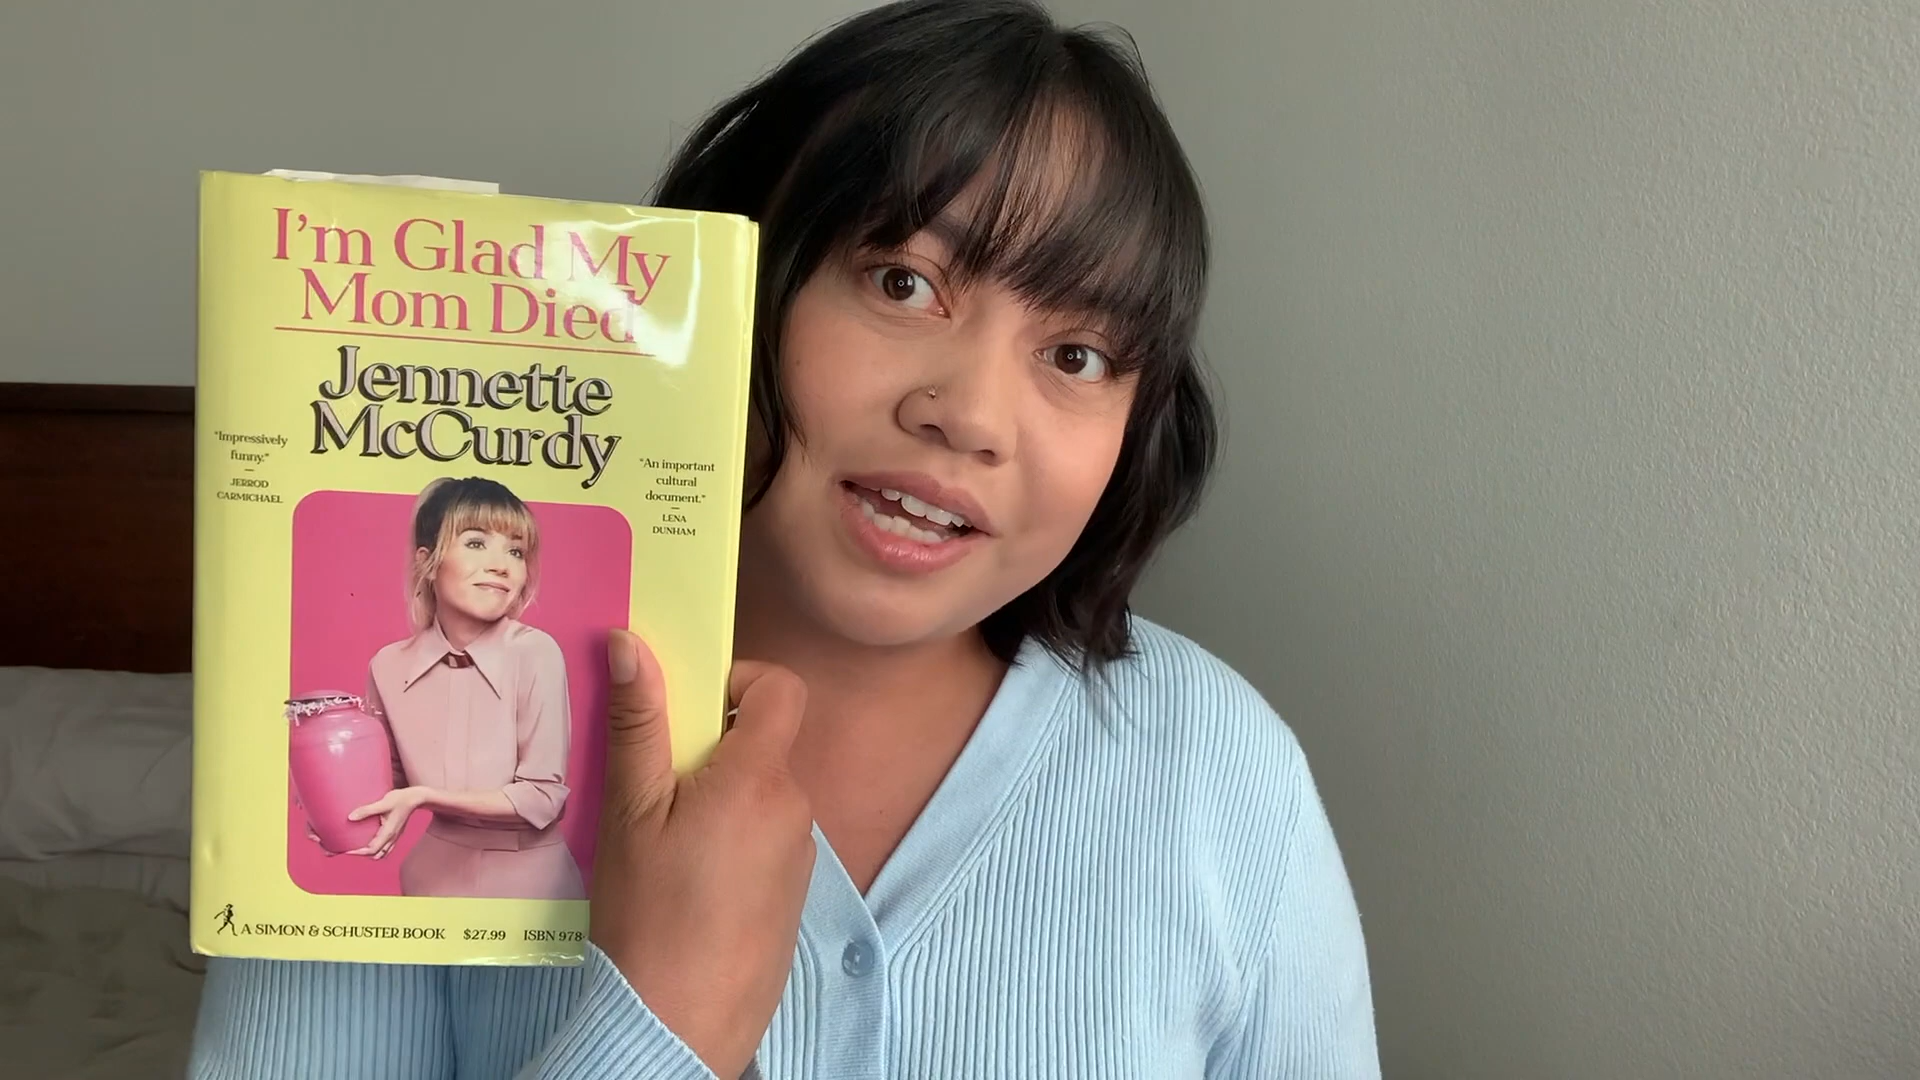 I'm Glad My
Mom Died
Jennette
McCurdy
"Impressively
funny."
—
JERROD
CARMICHAEL
"An important
cultural
document."
—
LENA
DUNHAM
A SIMON & SCHUSTER BOOK $27.99 ISBN 978-